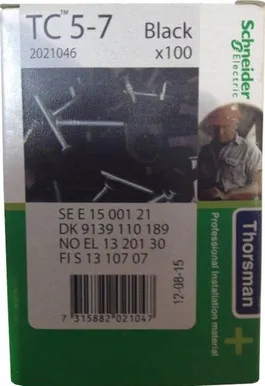 TC™ 5-7 Black
2021046 x100
Schneider
Electric
SE E 15 001 21
DK 9139 110 189
NO EL 13 201 30
FI S 13 107 07
12-08-15
7 315882 021047
Thorsman
Professional Installation material